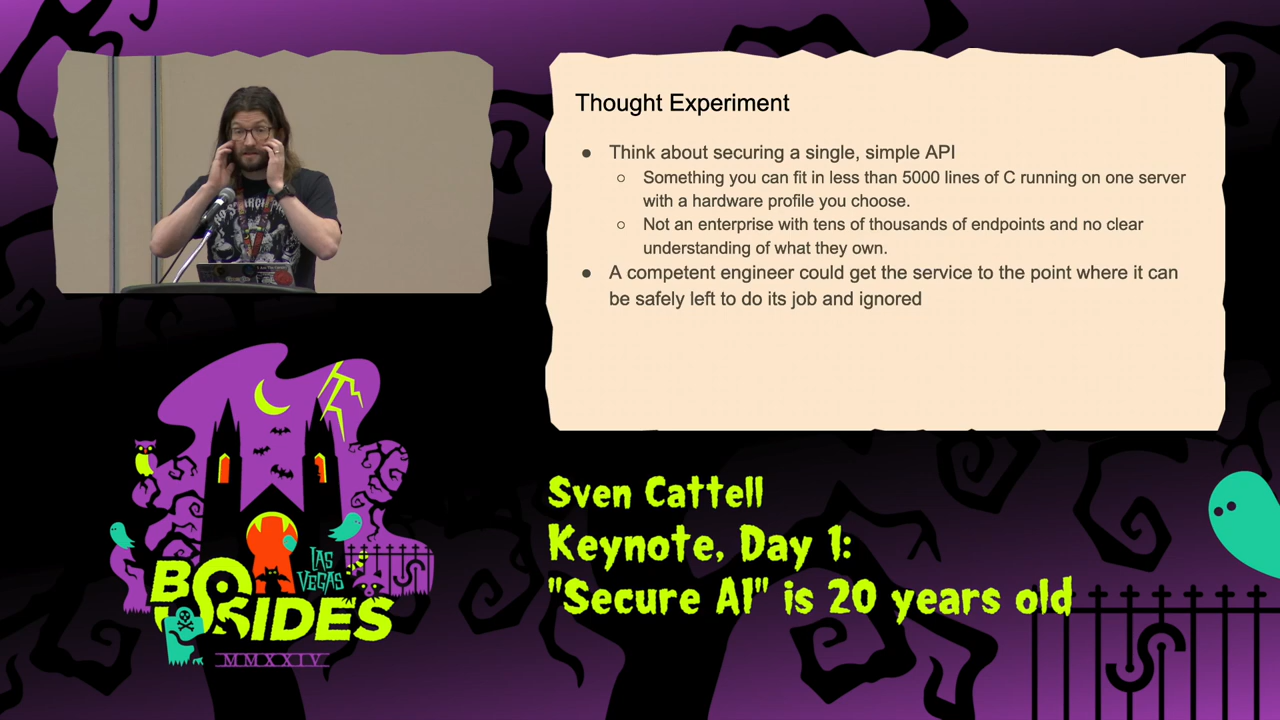 Thought Experiment
● Think about securing a single, simple API
○ Something you can fit in less than 5000 lines of C running on one server
with a hardware profile you choose.
○ Not an enterprise with tens of thousands of endpoints and no clear
understanding of what they own.
● A competent engineer could get the service to the point where it can
be safely left to do its job and ignored
Sven Cattell
Keynote, Day 1:
"Secure AI" is 20 years old
LAS
VEGAS
BSIDES
MMXXIV